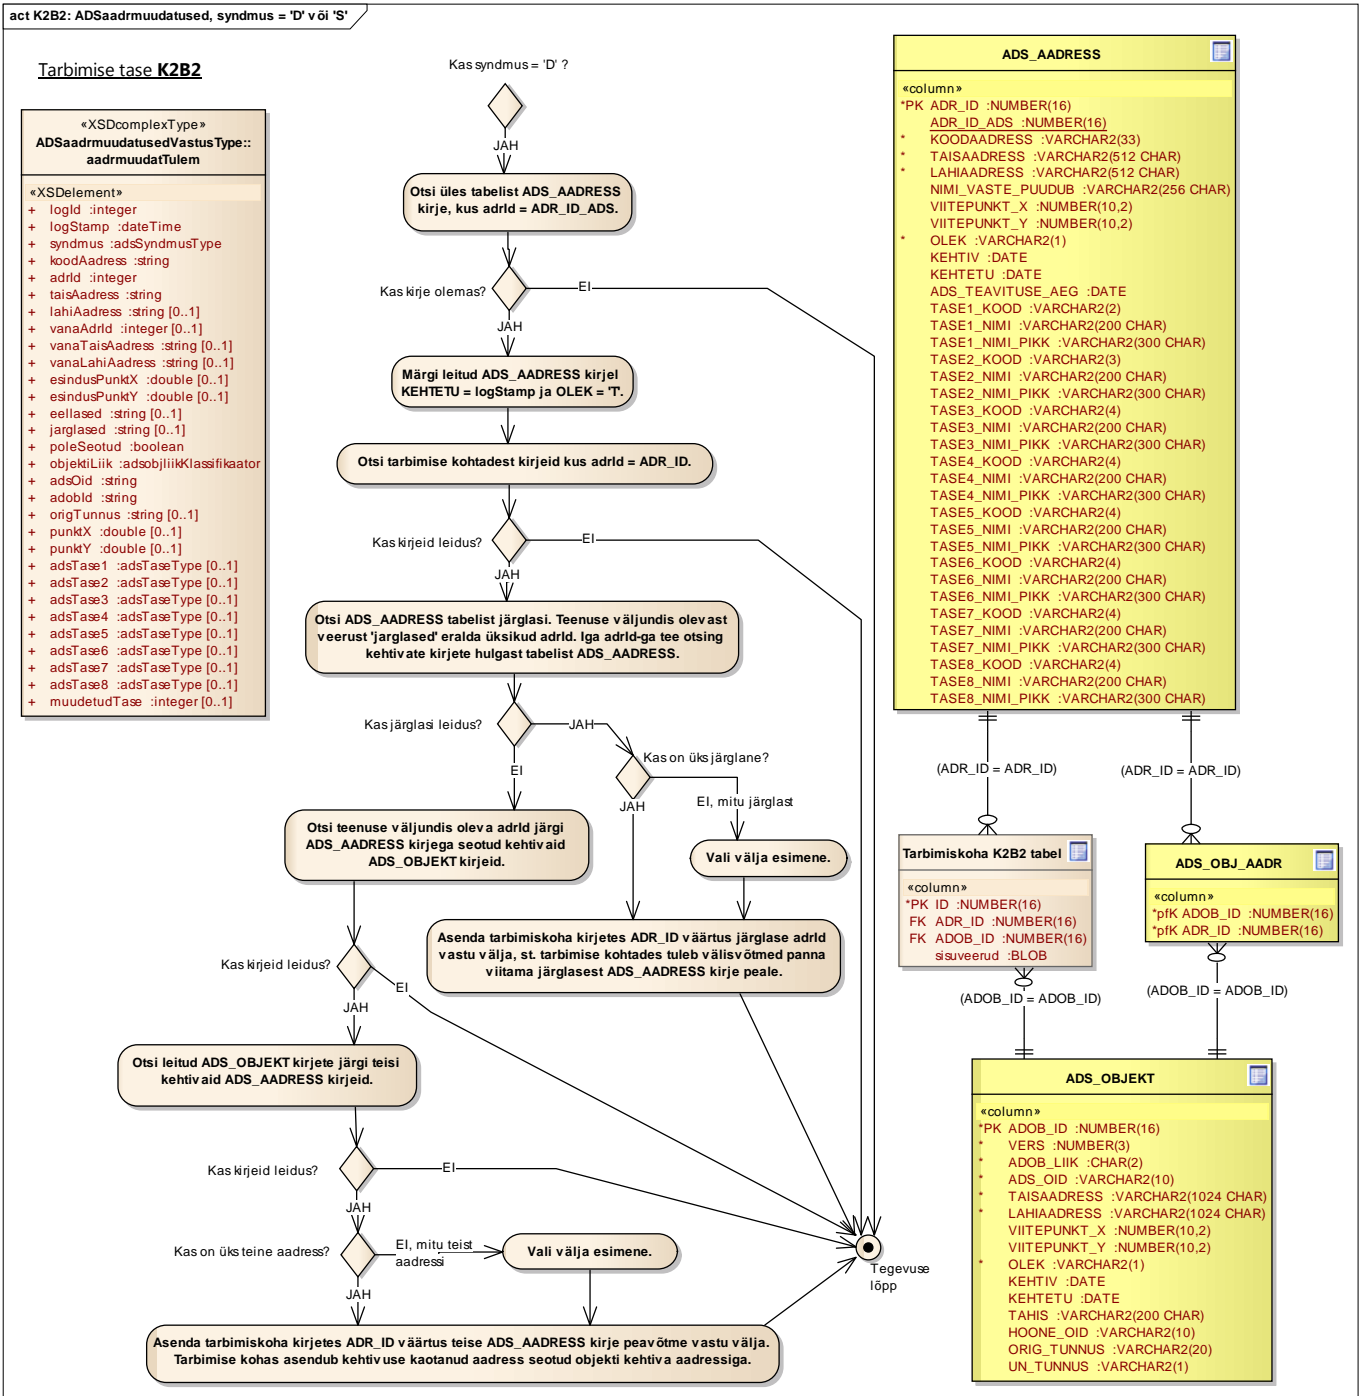 act K2B2: ADSaadrmuudatused, syndmus = 'D' või 'S'
Tarbimise tase K2B2
«XSDcomplexType»
ADSaadrmuudatusedVastusType::
aadrmuudatTulem
«XSDelement»
+ logId :integer
+ logStamp :dateTime
+ syndmus :adsSyndmusType
+ koodAadress :string
+ adrId :integer
+ taisAadress :string
+ lahiAadress :string [0..1]
+ vanaAdrId :integer [0..1]
+ vanaTaisAadress :string [0..1]
+ vanaLahiAadress :string [0..1]
+ esindusPunktX :double [0..1]
+ esindusPunktY :double [0..1]
+ eellased :string [0..1]
+ jarglased :string [0..1]
+ poleSeotud :boolean
+ objektiLiik :adsobjliikKlassifikaator
+ adsOid :string
+ adobId :string
+ origTunnus :string [0..1]
+ punktX :double [0..1]
+ punktY :double [0..1]
+ adsTase1 :adsTaseType [0..1]
+ adsTase2 :adsTaseType [0..1]
+ adsTase3 :adsTaseType [0..1]
+ adsTase4 :adsTaseType [0..1]
+ adsTase5 :adsTaseType [0..1]
+ adsTase6 :adsTaseType [0..1]
+ adsTase7 :adsTaseType [0..1]
+ adsTase8 :adsTaseType [0..1]
+ muudetudTase :integer [0..1]
Kas syndmus = 'D' ?
JAH
Otsi üles tabelist ADS_AADRESS
kirje, kus adrId = ADR_ID_ADS.
Kas kirje olemas?
EI
JAH
Märgi leitud ADS_AADRESS kirjel
KEHTETU = logStamp ja OLEK = 'T'.
Otsi tarbimise kohtadest kirjeid kus adrId = ADR_ID.
Kas kirjeid leidus?
EI
JAH
Otsi ADS_AADRESS tabelist järglasi. Teenuse väljundis olevast
veerust 'jarglased' eralda üksikud adrId. Iga adrId-ga tee otsing
kehtivate kirjete hulgast tabelist ADS_AADRESS.
Kas järglasi leidus?
JAH
EI
Kas on üks järglane?
JAH
EI, mitu järglast
Otsi teenuse väljundis oleva adrId järgi
ADS_AADRESS kirjega seotud kehtivaid
ADS_OBJEKT kirjeid.
Vali välja esimene.
Asenda tarbimiskoha kirjetes ADR_ID väärtus järglase adrId
vastu välja, st. tarbimise kohtades tuleb välisvõtmed panna
viitama järglasest ADS_AADRESS kirje peale.
Kas kirjeid leidus?
EI
JAH
Otsi leitud ADS_OBJEKT kirjete järgi teisi
kehtivaid ADS_AADRESS kirjeid.
Kas kirjeid leidus?
EI
JAH
Kas on üks teine aadress?
EI, mitu teist
aadressi
Vali välja esimene.
JAH
Tegevuse
lõpp
Asenda tarbimiskoha kirjetes ADR_ID väärtus teise ADS_AADRESS kirje peavõtme vastu välja.
Tarbimise kohas asendub kehtivuse kaotanud aadress seotud objekti kehtiva aadressiga.
ADS_AADRESS
«column»
*PK ADR_ID :NUMBER(16)
ADR_ID_ADS :NUMBER(16)
* KOODAADRESS :VARCHAR2(33)
* TAISAADRESS :VARCHAR2(512 CHAR)
* LAHIAADRESS :VARCHAR2(512 CHAR)
NIMI_VASTE_PUUDUB :VARCHAR2(256 CHAR)
VIITEPUNKT_X :NUMBER(10,2)
VIITEPUNKT_Y :NUMBER(10,2)
* OLEK :VARCHAR2(1)
KEHTIV :DATE
KEHTETU :DATE
ADS_TEAVITUSE_AEG :DATE
TASE1_KOOD :VARCHAR2(2)
TASE1_NIMI :VARCHAR2(200 CHAR)
TASE1_NIMI_PIKK :VARCHAR2(300 CHAR)
TASE2_KOOD :VARCHAR2(3)
TASE2_NIMI :VARCHAR2(200 CHAR)
TASE2_NIMI_PIKK :VARCHAR2(300 CHAR)
TASE3_KOOD :VARCHAR2(4)
TASE3_NIMI :VARCHAR2(200 CHAR)
TASE3_NIMI_PIKK :VARCHAR2(300 CHAR)
TASE4_KOOD :VARCHAR2(4)
TASE4_NIMI :VARCHAR2(200 CHAR)
TASE4_NIMI_PIKK :VARCHAR2(300 CHAR)
TASE5_KOOD :VARCHAR2(4)
TASE5_NIMI :VARCHAR2(200 CHAR)
TASE5_NIMI_PIKK :VARCHAR2(300 CHAR)
TASE6_KOOD :VARCHAR2(4)
TASE6_NIMI :VARCHAR2(200 CHAR)
TASE6_NIMI_PIKK :VARCHAR2(300 CHAR)
TASE7_KOOD :VARCHAR2(4)
TASE7_NIMI :VARCHAR2(200 CHAR)
TASE7_NIMI_PIKK :VARCHAR2(300 CHAR)
TASE8_KOOD :VARCHAR2(4)
TASE8_NIMI :VARCHAR2(200 CHAR)
TASE8_NIMI_PIKK :VARCHAR2(300 CHAR)
(ADR_ID = ADR_ID)
(ADR_ID = ADR_ID)
Tarbimiskoha K2B2 tabel
«column»
*PK ID :NUMBER(16)
FK ADR_ID :NUMBER(16)
FK ADOB_ID :NUMBER(16)
sisuveerud :BLOB
ADS_OBJ_AADR
«column»
*pfK ADOB_ID :NUMBER(16)
*pfK ADR_ID :NUMBER(16)
(ADOB_ID = ADOB_ID)
(ADOB_ID = ADOB_ID)
ADS_OBJEKT
«column»
*PK ADOB_ID :NUMBER(16)
* VERS :NUMBER(3)
* ADOB_LIIK :CHAR(2)
* ADS_OID :VARCHAR2(10)
* TAISAADRESS :VARCHAR2(1024 CHAR)
* LAHIAADRESS :VARCHAR2(1024 CHAR)
VIITEPUNKT_X :NUMBER(10,2)
VIITEPUNKT_Y :NUMBER(10,2)
* OLEK :VARCHAR2(1)
KEHTIV :DATE
KEHTETU :DATE
TAHIS :VARCHAR2(200 CHAR)
HOONE_OID :VARCHAR2(10)
ORIG_TUNNUS :VARCHAR2(20)
UN_TUNNUS :VARCHAR2(1)